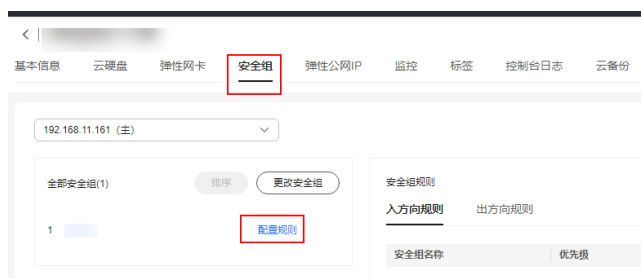 基本信息 云硬盘 弹性网卡 安全组 弹性公网IP 监控 标签 控制台日志 云备份
192.168.11.161（主）
全部安全组(1) 排序 更改安全组 安全组规则
入方向规则 出方向规则
1 配置规则
安全组名称 优先级